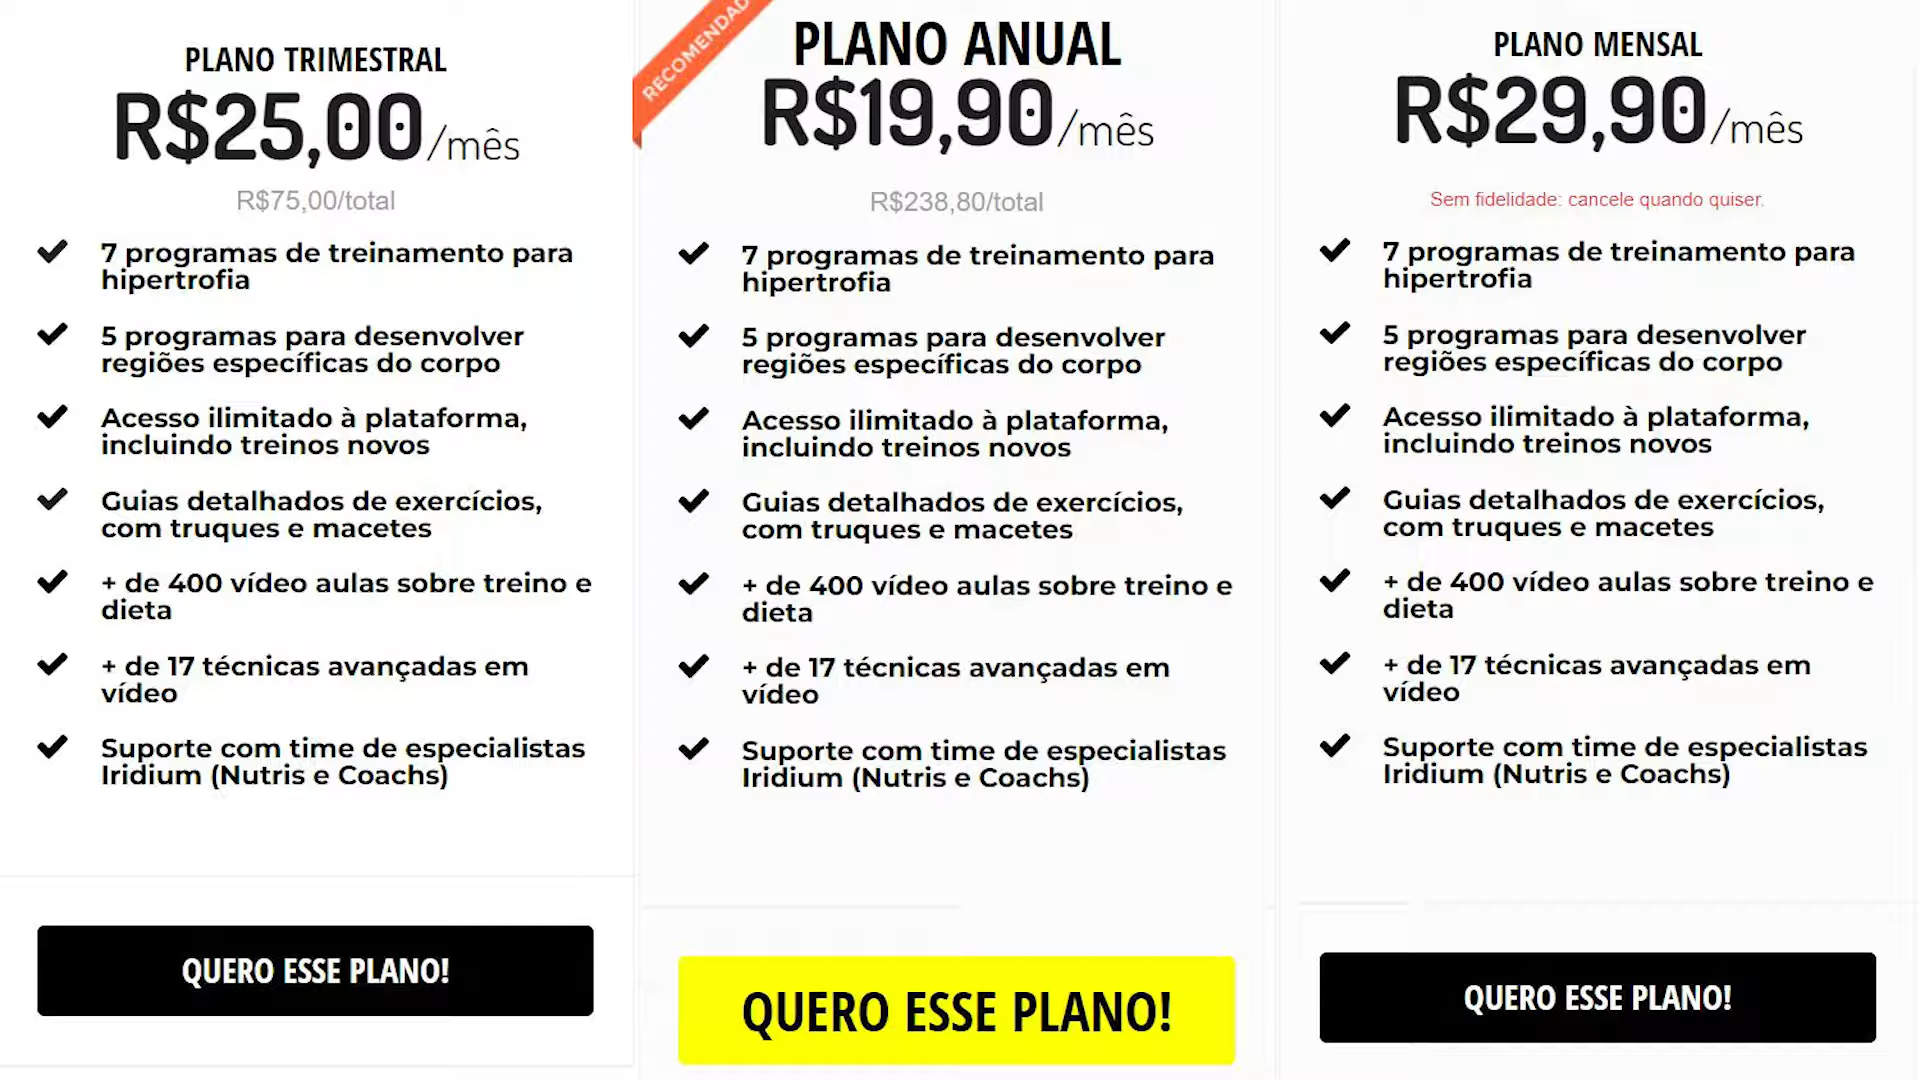 PLANO TRIMESTRAL
R$25,00/mês
R$75,00/total
7 programas de treinamento para
hipertrofia
5 programas para desenvolver
regiões específicas do corpo
Acesso ilimitado à plataforma,
incluindo treinos novos
Guias detalhados de exercícios,
com truques e macetes
+ de 400 vídeo aulas sobre treino e
dieta
+ de 17 técnicas avançadas em
vídeo
Suporte com time de especialistas
Iridium (Nutris e Coachs)
QUERO ESSE PLANO!
RECOMENDAD
PLANO ANUAL
R$19,90/mês
R$238,80/total
7 programas de treinamento para
hipertrofia
5 programas para desenvolver
regiões específicas do corpo
Acesso ilimitado à plataforma,
incluindo treinos novos
Guias detalhados de exercícios,
com truques e macetes
+ de 400 vídeo aulas sobre treino e
dieta
+ de 17 técnicas avançadas em
vídeo
Suporte com time de especialistas
Iridium (Nutris e Coachs)
QUERO ESSE PLANO!
PLANO MENSAL
R$29,90/mês
Sem fidelidade: cancele quando quiser.
7 programas de treinamento para
hipertrofia
5 programas para desenvolver
regiões específicas do corpo
Acesso ilimitado à plataforma,
incluindo treinos novos
Guias detalhados de exercícios,
com truques e macetes
+ de 400 vídeo aulas sobre treino e
dieta
+ de 17 técnicas avançadas em
vídeo
Suporte com time de especialistas
Iridium (Nutris e Coachs)
QUERO ESSE PLANO!